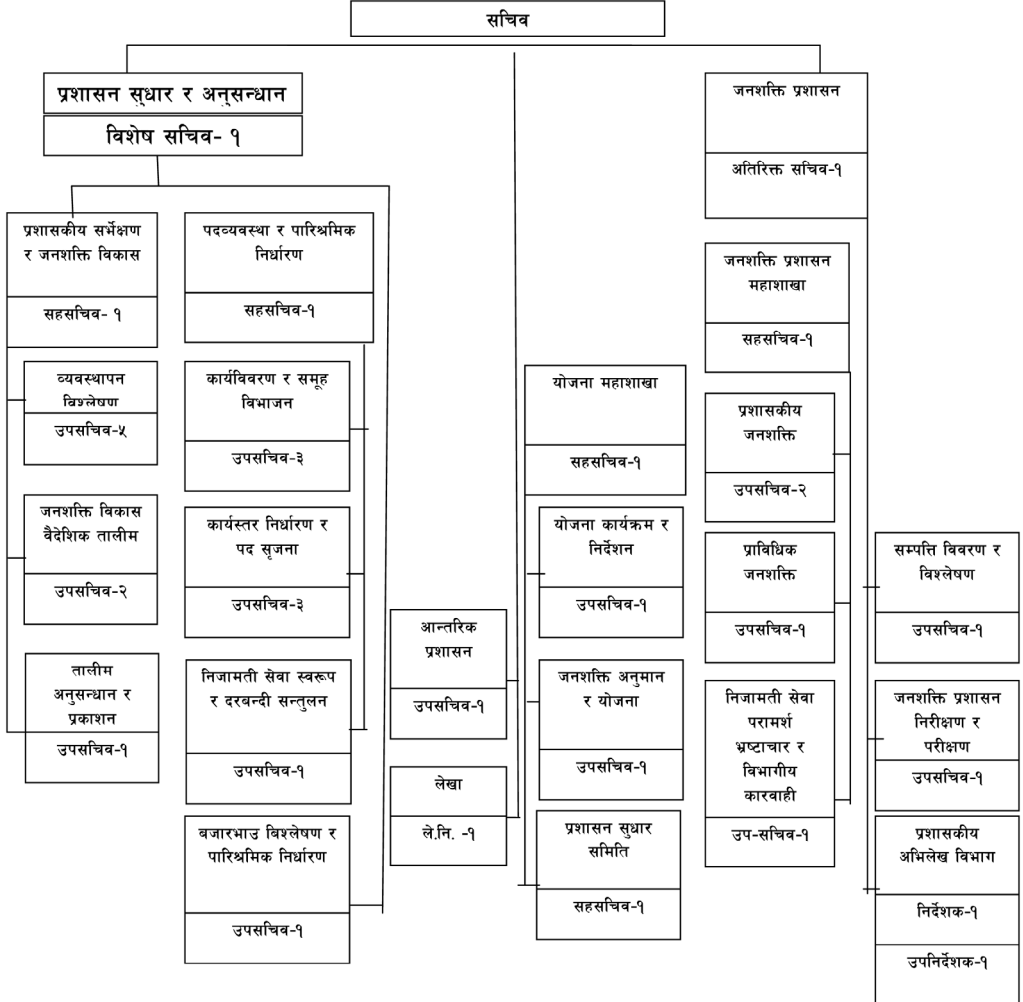 सचिव
प्रशासन सुधार र अनुसन्धान
विशेष सचिव- १
प्रशासकीय सर्भेक्षण
र जनशक्ति विकास
सहसचिव- १
व्यवस्थापन
विश्लेषण
उपसचिव-५
जनशक्ति विकास
वैदेशिक तालीम
उपसचिव-२
तालीम
अनुसन्धान र
प्रकाशन
उपसचिव-१
पदव्यवस्था र पारिश्रमिक
निर्धारण
सहसचिव-१
कार्यविवरण र समूह
विभाजन
उपसचिव-३
कार्यस्तर निर्धारण र
पद सृजना
उपसचिव-३
निजामती सेवा स्वरूप
र दरबन्दी सन्तुलन
उपसचिव-१
बजारभाउ विश्लेषण र
पारिश्रमिक निर्धारण
उपसचिव-१
आन्तरिक
प्रशासन
उपसचिव-१
लेखा
ले.नि. -१
योजना महाशाखा
सहसचिव-१
योजना कार्यक्रम र
निर्देशन
उपसचिव-१
जनशक्ति अनुमान
र योजना
उपसचिव-१
प्रशासन सुधार
समिति
सहसचिव-१
जनशक्ति प्रशासन
अतिरिक्त सचिव-१
जनशक्ति प्रशासन
महाशाखा
सहसचिव-१
प्रशासकीय
जनशक्ति
उपसचिव-२
प्राविधिक
जनशक्ति
उपसचिव-१
निजामती सेवा
परामर्श
भ्रष्टाचार र
विभागीय
कारवाही
उप-सचिव-१
सम्पत्ति विवरण र
विश्लेषण
उपसचिव-१
जनशक्ति प्रशासन
निरीक्षण र
परीक्षण
उपसचिव-१
प्रशासकीय
अभिलेख विभाग
निर्देशक-१
उपनिर्देशक-१